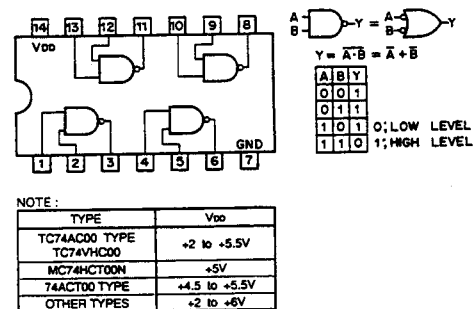 14 13 12 11 10 9 8
VDD
GND
1 2 3 4 5 6 7
A
B
Y = A
B
Y
Y = A·B = A + B
A B Y
0 0 1
0 1 1
1 0 1
1 1 0
0; LOW LEVEL
1; HIGH LEVEL
NOTE :
TYPE VDD
TC74AC00 TYPE
TC74VHC00
+2 to +5.5V
MC74HCT00N +5V
74ACT00 TYPE +4.5 to +5.5V
OTHER TYPES +2 to +6V